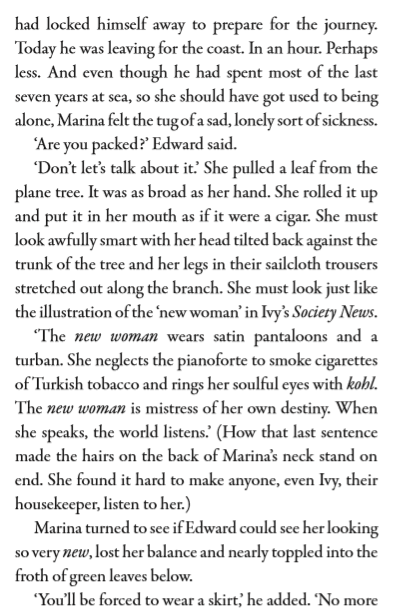 had locked himself away to prepare for the journey.
Today he was leaving for the coast. In an hour. Perhaps
less. And even though he had spent most of the last
seven years at sea, so she should have got used to being
alone, Marina felt the tug of a sad, lonely sort of sickness.
‘Are you packed?’ Edward said.
‘Don’t let’s talk about it.’ She pulled a leaf from the
plane tree. It was as broad as her hand. She rolled it up
and put it in her mouth as if it were a cigar. She must
look awfully smart with her head tilted back against the
trunk of the tree and her legs in their sailcloth trousers
stretched out along the branch. She must look just like
the illustration of the ‘new woman’ in Ivy’s Society News.
‘The new woman wears satin pantaloons and a
turban. She neglects the pianoforte to smoke cigarettes
of Turkish tobacco and rings her soulful eyes with kohl.
The new woman is mistress of her own destiny. When
she speaks, the world listens.’ (How that last sentence
made the hairs on the back of Marina’s neck stand on
end. She found it hard to make anyone, even Ivy, their
housekeeper, listen to her.)
Marina turned to see if Edward could see her looking
so very new, lost her balance and nearly toppled into the
froth of green leaves below.
‘You’ll be forced to wear a skirt,’ he added. ‘No more